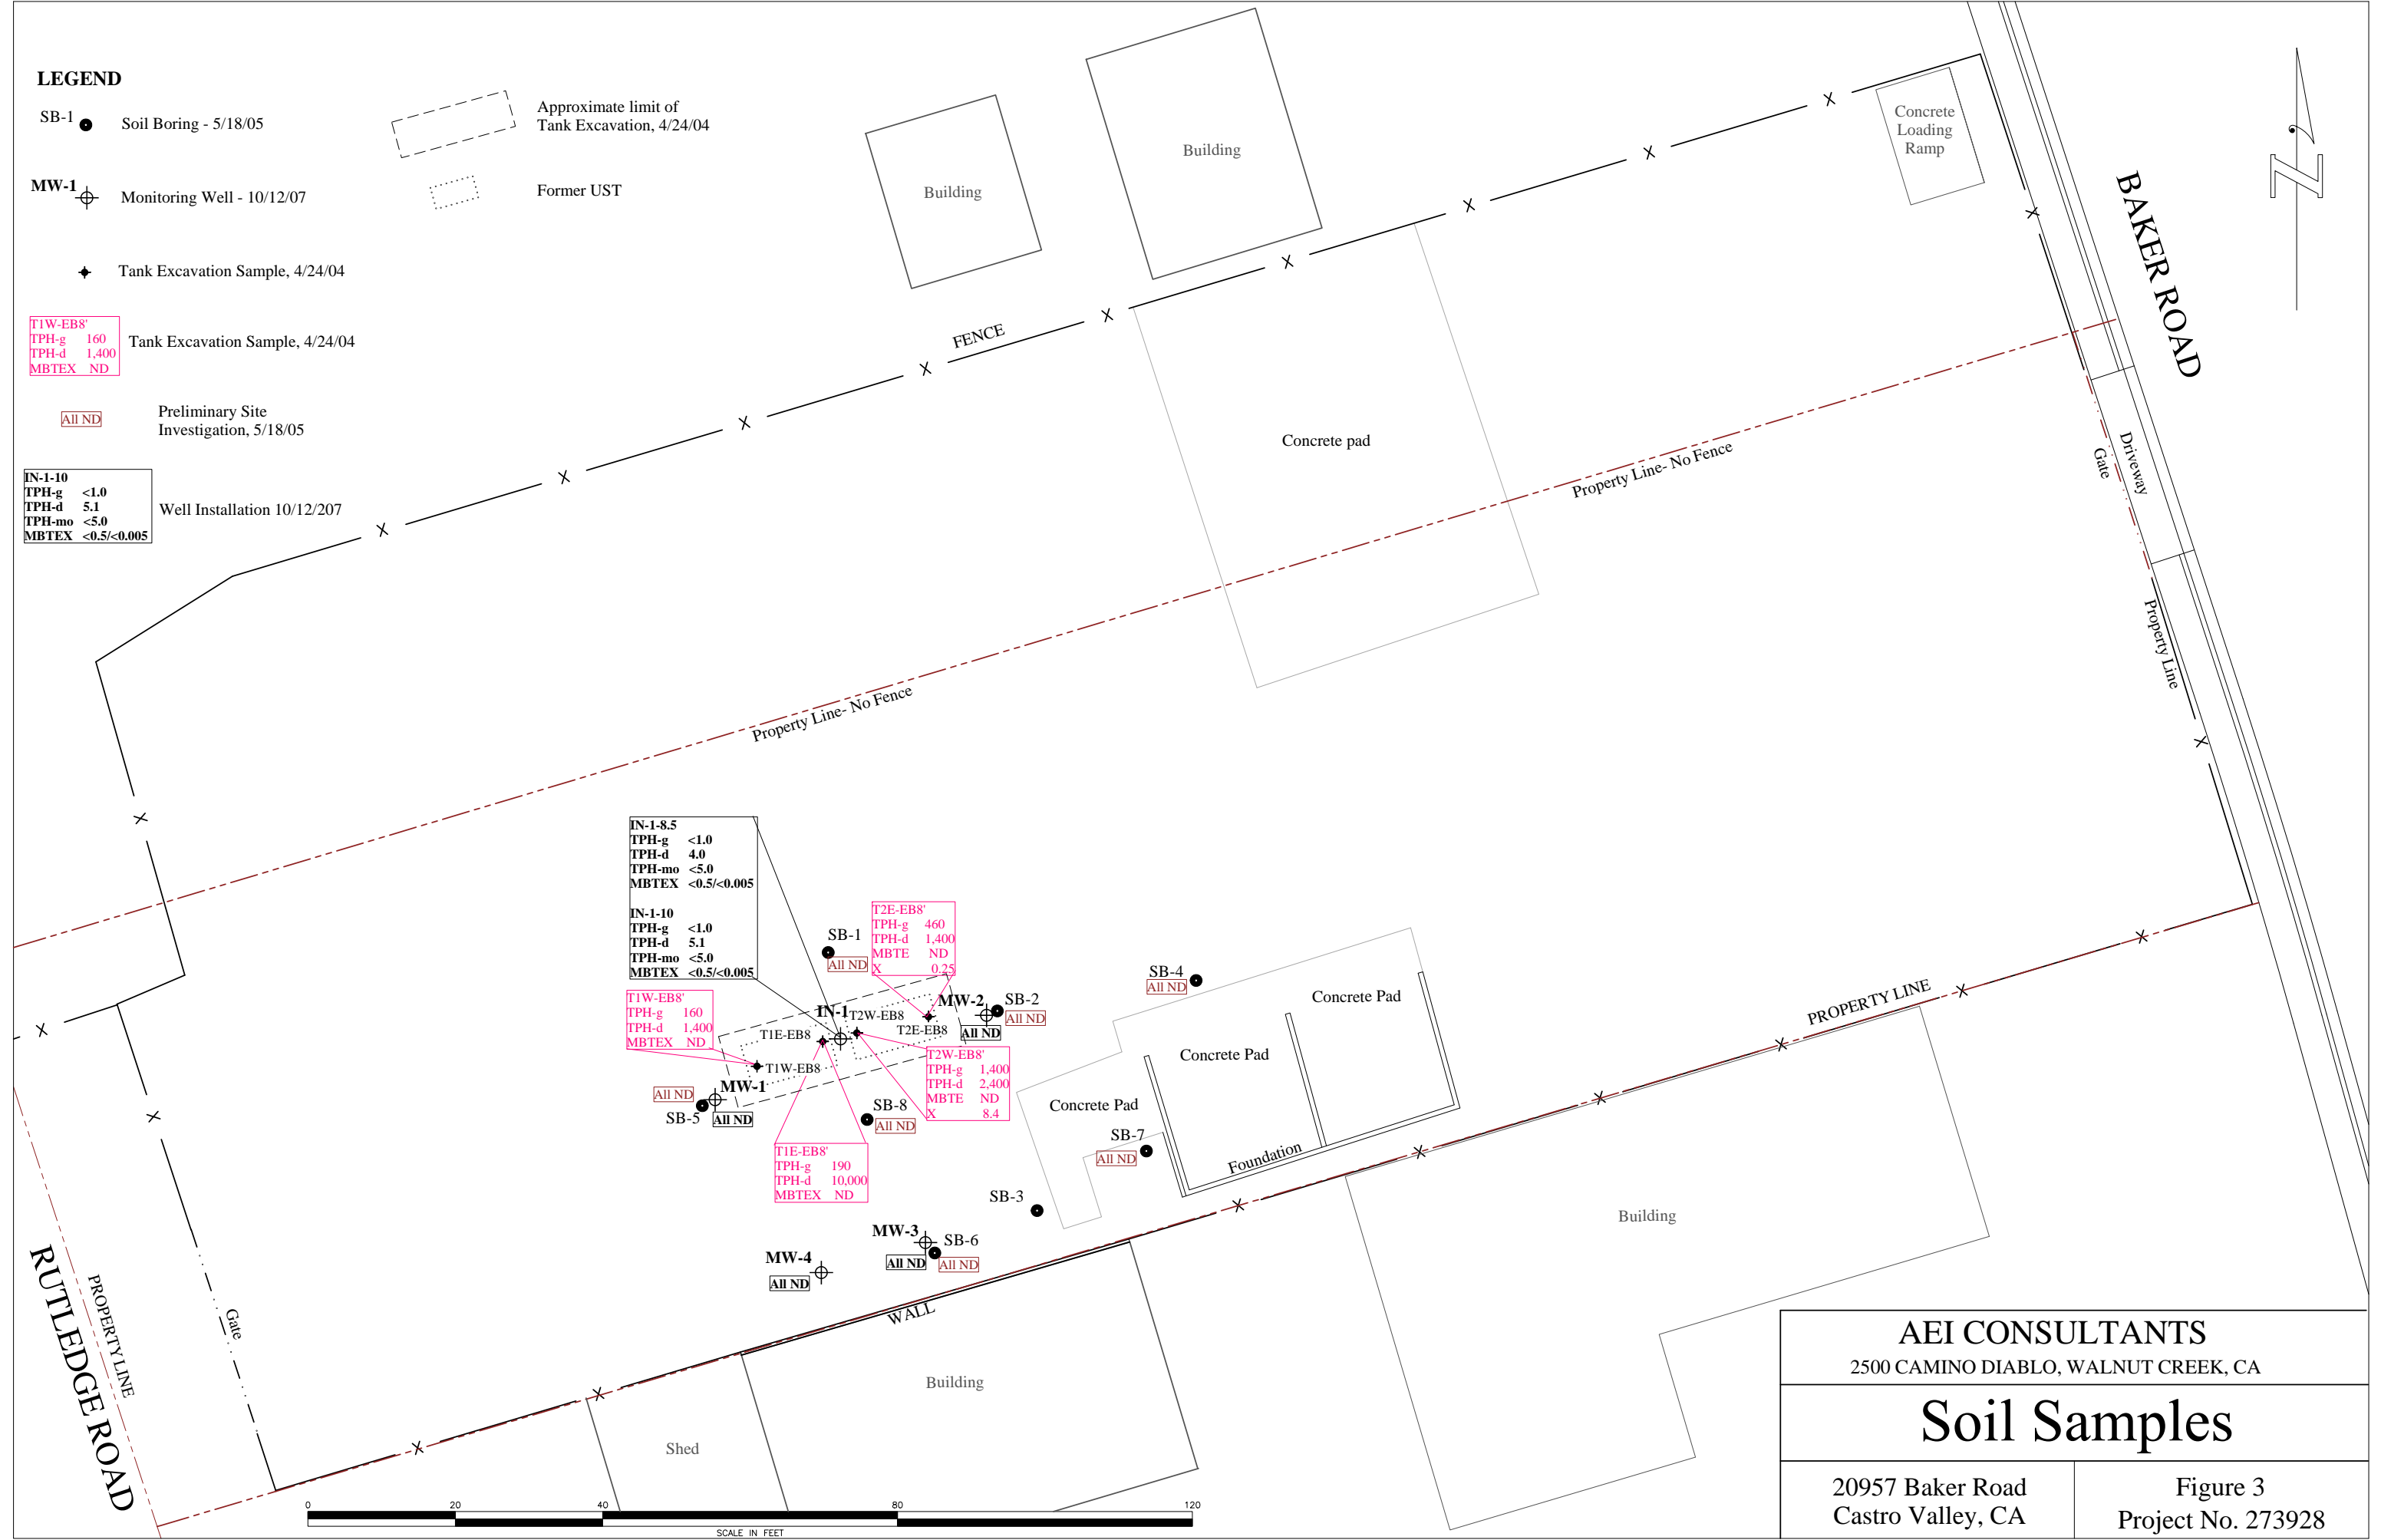 LEGEND
SB-1
Soil Boring - 5/18/05
Approximate limit of
Tank Excavation, 4/24/04
MW-1
Monitoring Well - 10/12/07
Former UST
Tank Excavation Sample, 4/24/04
T1W-EB8'
TPH-g 160
TPH-d 1,400
MBTEX ND
Tank Excavation Sample, 4/24/04
All ND
Preliminary Site
Investigation, 5/18/05
IN-1-10
TPH-g <1.0
TPH-d 5.1
TPH-mo <5.0
MBTEX <0.5/<0.005
Well Installation 10/12/207
Building
Building
Concrete
Loading
Ramp
N
BAKER ROAD
FENCE
Concrete pad
Property Line- No Fence
Driveway
Gate
Property Line
Property Line- No Fence
IN-1-8.5
TPH-g <1.0
TPH-d 4.0
TPH-mo <5.0
MBTEX <0.5/<0.005
IN-1-10
TPH-g <1.0
TPH-d 5.1
TPH-mo <5.0
MBTEX <0.5/<0.005
T2E-EB8'
TPH-g 460
TPH-d 1,400
MBTE ND
X 0.25
SB-1
All ND
SB-4
All ND
T1W-EB8'
TPH-g 160
TPH-d 1,400
MBTEX ND
IN-1
T2W-EB8
MW-2
SB-2
All ND
T1E-EB8
T2E-EB8
All ND
T1W-EB8
T2W-EB8'
TPH-g 1,400
TPH-d 2,400
MBTE ND
X 8.4
Concrete Pad
Concrete Pad
Concrete Pad
PROPERTY LINE
All ND
MW-1
SB-5
All ND
SB-8
All ND
SB-7
All ND
Foundation
T1E-EB8'
TPH-g 190
TPH-d 10,000
MBTEX ND
SB-3
MW-3
SB-6
All ND
All ND
MW-4
All ND
Building
WALL
Building
Shed
Gate
PROPERTY LINE
RUTLEDGE ROAD
0 20 40 80 120
SCALE IN FEET
AEI CONSULTANTS
2500 CAMINO DIABLO, WALNUT CREEK, CA
Soil Samples
20957 Baker Road
Castro Valley, CA
Figure 3
Project No. 273928